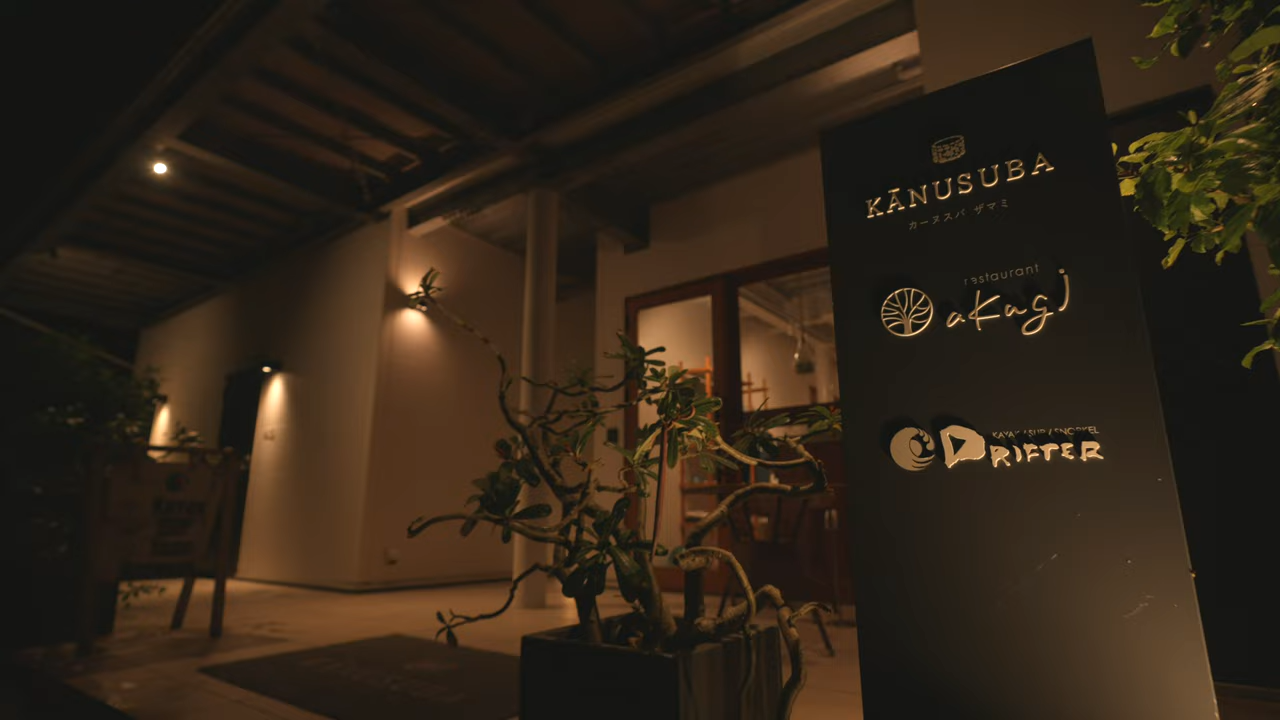 KĀNUSUBA
カーヌスバ ザマミ
restaurant
aKagi
KAYAK / SUP / SNORKEL
DRIFTER